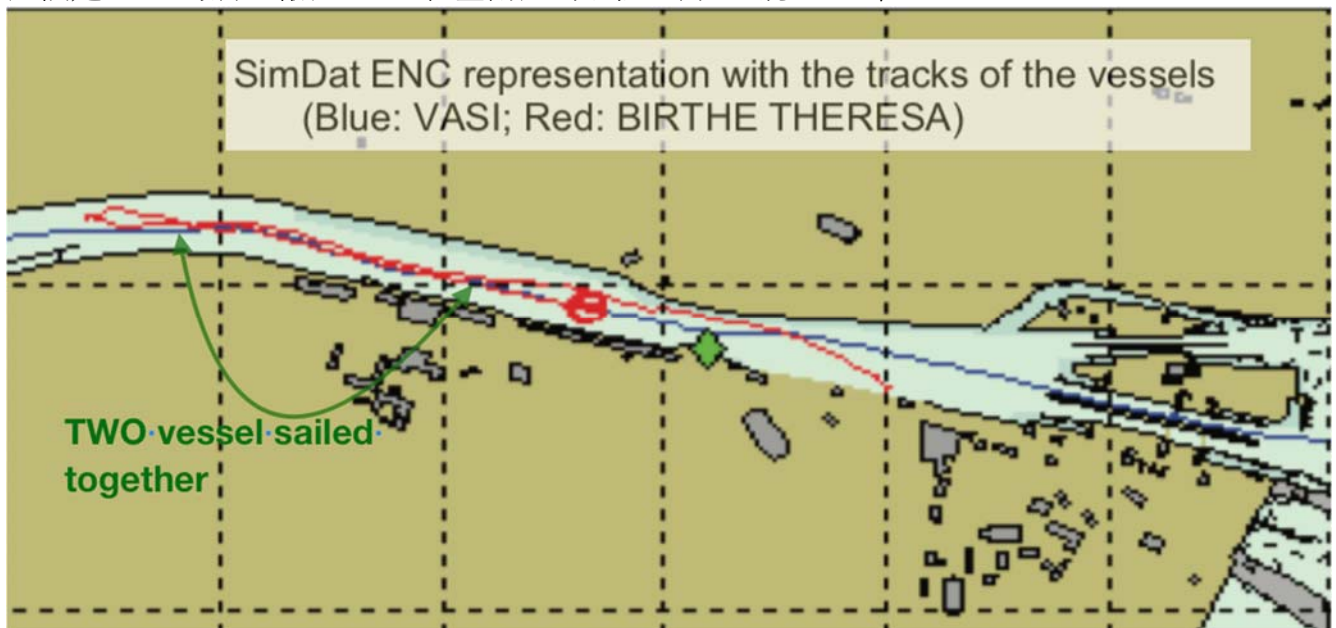 SimDat ENC representation with the tracks of the vessels
(Blue: VASI; Red: BIRTHE THERESA)
TWO vessel sailed
together